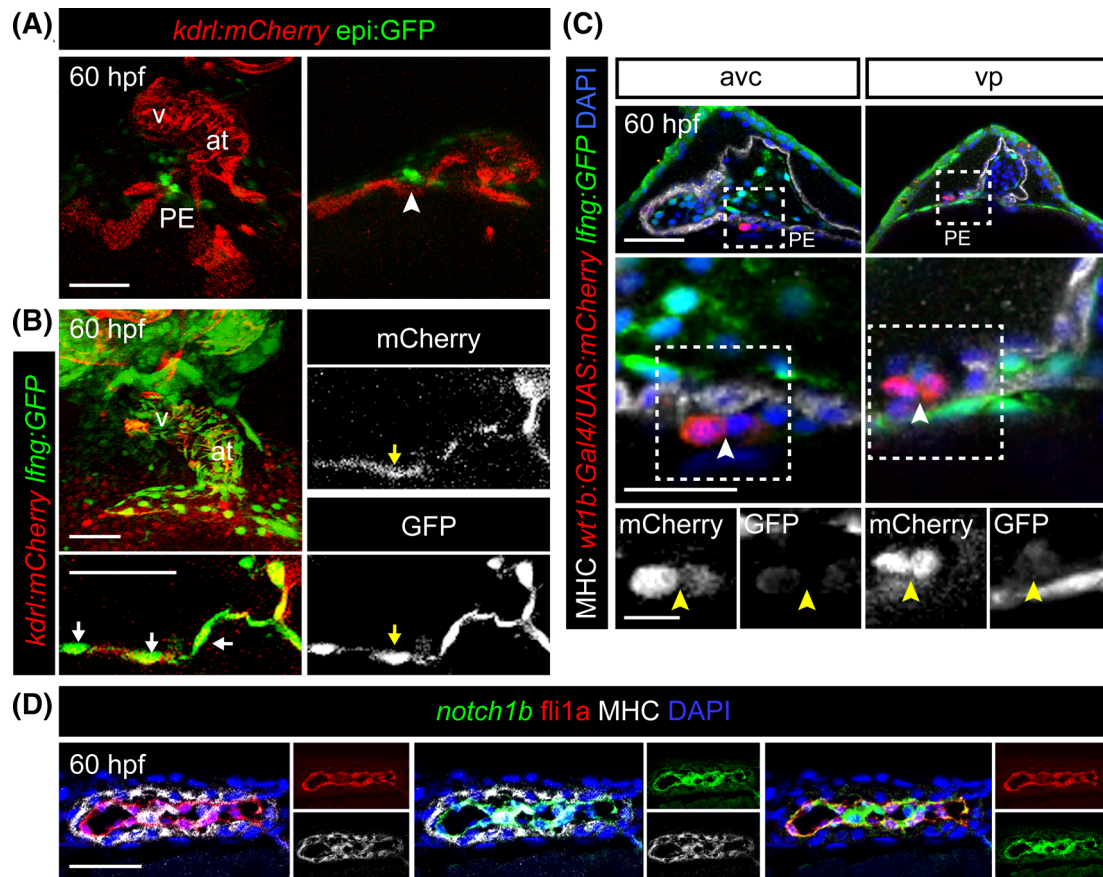 (A)
kdrl:mCherry epi:GFP
60 hpf
v
at
PE
(B)
kdrl:mCherry lfng:GFP
60 hpf
v
at
mCherry
GFP
(C)
MHC wt1b:Gal4/UAS:mCherry lfng:GFP DAPI
avc
vp
60 hpf
PE
PE
mCherry
GFP
mCherry
GFP
(D)
notch1b fli1a MHC DAPI
60 hpf